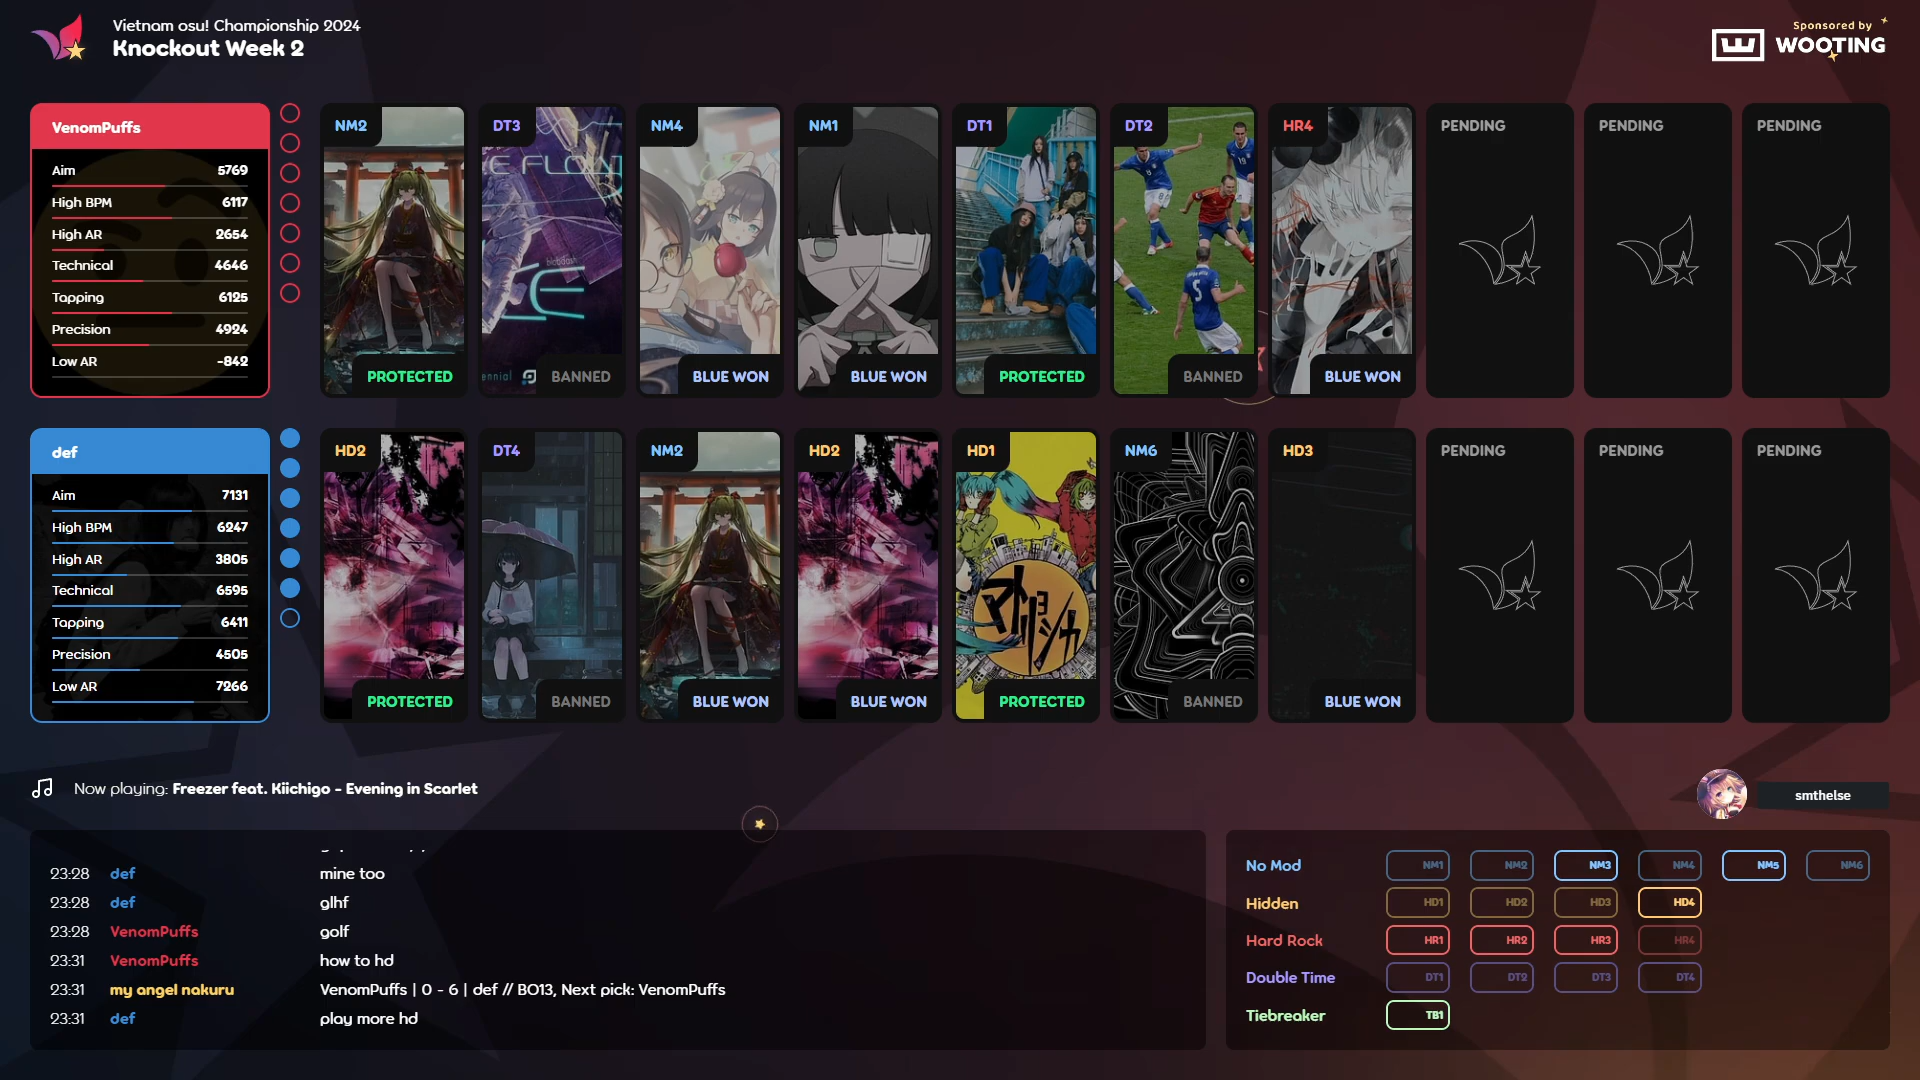 Vietnam osu! Championship 2024
Knockout Week 2
Sponsored by
WOOTING
VenomPuffs
Aim 5769
High BPM 6117
High AR 2654
Technical 4646
Tapping 6125
Precision 4924
Low AR -842
NM2
PROTECTED
DT3
BANNED
NM4
BLUE WON
NM1
BLUE WON
DT1
PROTECTED
DT2
BANNED
HR4
BLUE WON
PENDING
PENDING
PENDING
def
Aim 7131
High BPM 6247
High AR 3805
Technical 6595
Tapping 6411
Precision 4505
Low AR 7266
HD2
PROTECTED
DT4
BANNED
NM2
BLUE WON
HD2
BLUE WON
HD1
マトリョシカ
PROTECTED
NM6
BANNED
HD3
BLUE WON
PENDING
PENDING
PENDING
Now playing: Freezer feat. Kiichigo - Evening in Scarlet
smthelse
23:28 def mine too
23:28 def glhf
23:28 VenomPuffs golf
23:31 VenomPuffs how to hd
23:31 my angel nakuru VenomPuffs | 0 - 6 | def // BO13, Next pick: VenomPuffs
23:31 def play more hd
No Mod NM1 NM2 NM3 NM4 NM5 NM6
Hidden HD1 HD2 HD3 HD4
Hard Rock HR1 HR2 HR3 HR4
Double Time DT1 DT2 DT3 DT4
Tiebreaker TB1